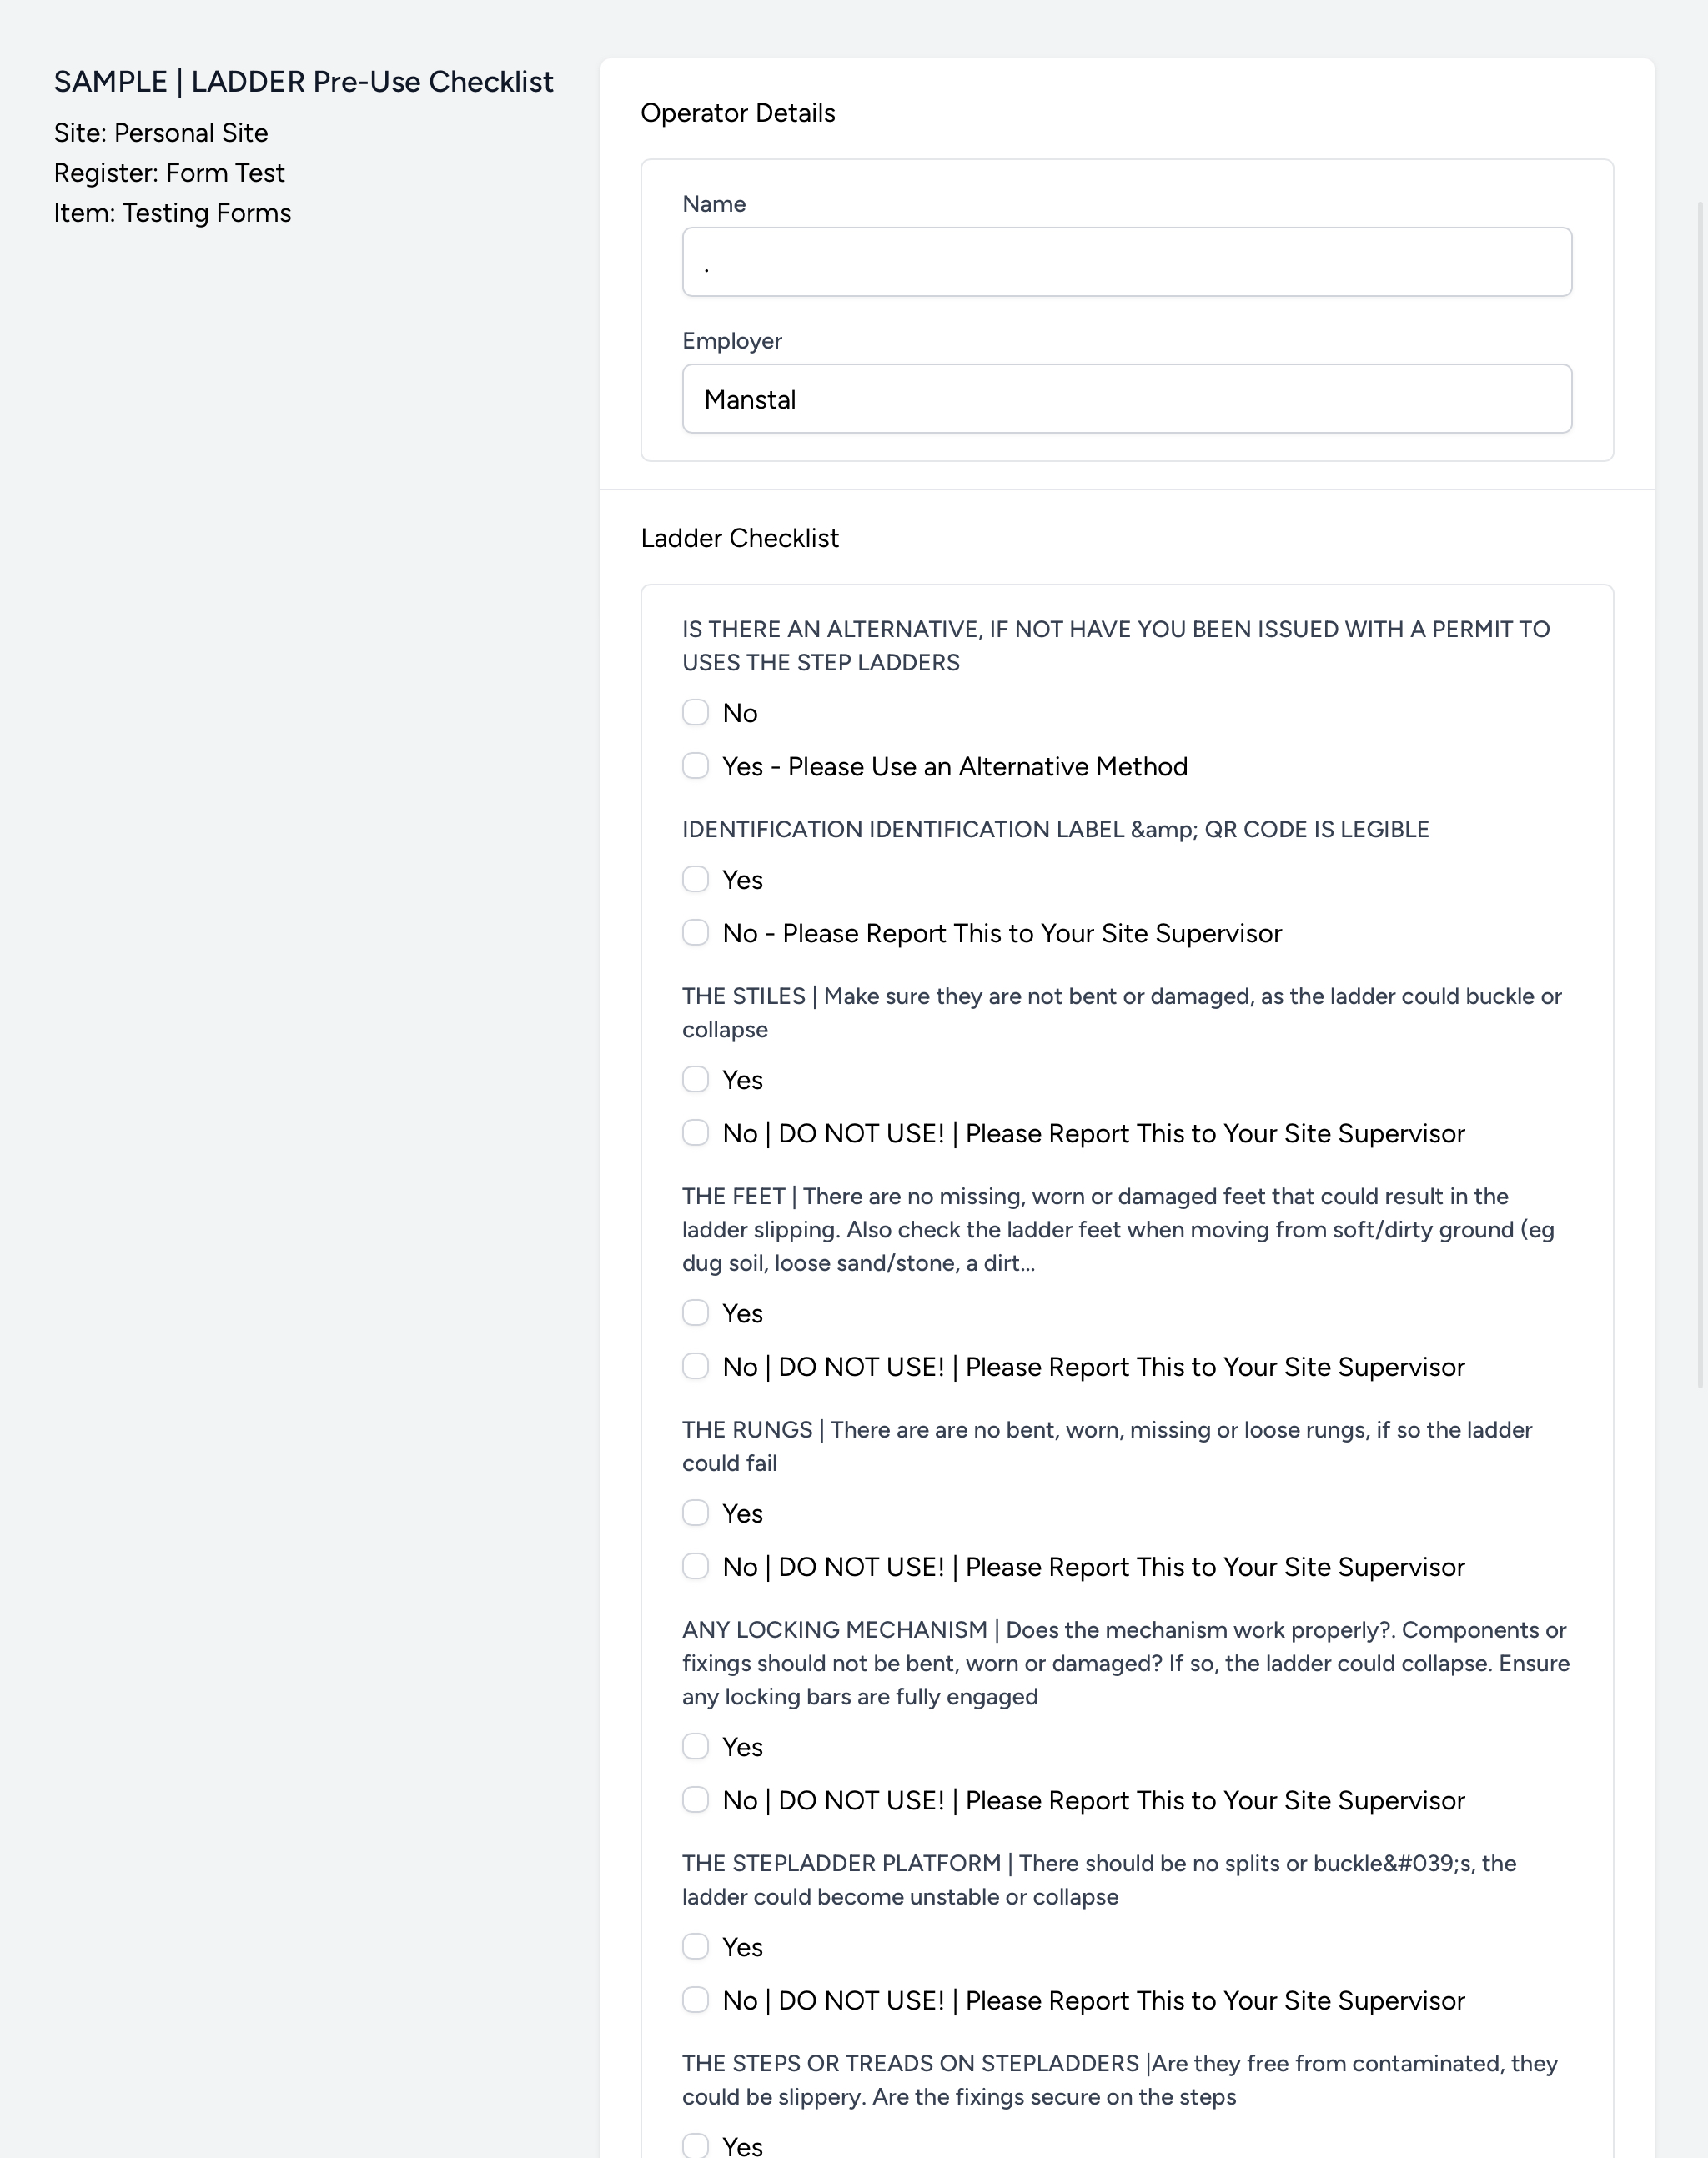 SAMPLE | LADDER Pre-Use Checklist
Site: Personal Site
Register: Form Test
Item: Testing Forms
Operator Details
Name
.
Employer
Manstal
Ladder Checklist
IS THERE AN ALTERNATIVE, IF NOT HAVE YOU BEEN ISSUED WITH A PERMIT TO
USES THE STEP LADDERS
No
Yes - Please Use an Alternative Method
IDENTIFICATION IDENTIFICATION LABEL &amp; QR CODE IS LEGIBLE
Yes
No - Please Report This to Your Site Supervisor
THE STILES | Make sure they are not bent or damaged, as the ladder could buckle or
collapse
Yes
No | DO NOT USE! | Please Report This to Your Site Supervisor
THE FEET | There are no missing, worn or damaged feet that could result in the
ladder slipping. Also check the ladder feet when moving from soft/dirty ground (eg
dug soil, loose sand/stone, a dirt...
Yes
No | DO NOT USE! | Please Report This to Your Site Supervisor
THE RUNGS | There are are no bent, worn, missing or loose rungs, if so the ladder
could fail
Yes
No | DO NOT USE! | Please Report This to Your Site Supervisor
ANY LOCKING MECHANISM | Does the mechanism work properly?. Components or
fixings should not be bent, worn or damaged? If so, the ladder could collapse. Ensure
any locking bars are fully engaged
Yes
No | DO NOT USE! | Please Report This to Your Site Supervisor
THE STEPLADDER PLATFORM | There should be no splits or buckle&#039;s, the
ladder could become unstable or collapse
Yes
No | DO NOT USE! | Please Report This to Your Site Supervisor
THE STEPS OR TREADS ON STEPLADDERS |Are they free from contaminated, they
could be slippery. Are the fixings secure on the steps
Yes